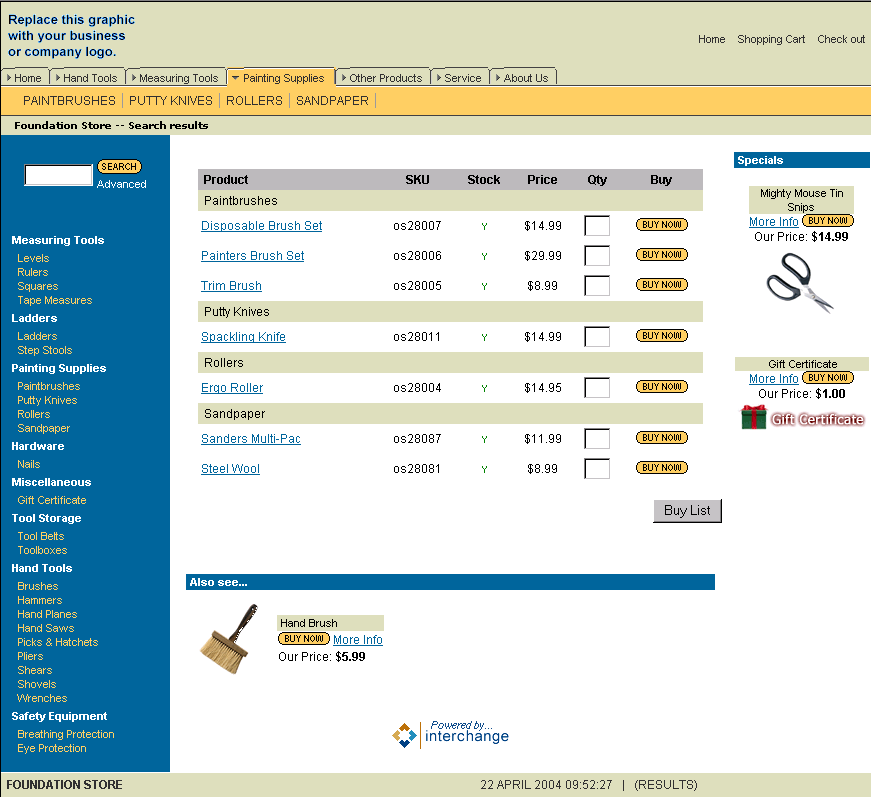 Replace this graphic
with your business
or company logo.
Home Shopping Cart Check out
Home Hand Tools Measuring Tools Painting Supplies Other Products Service About Us
PAINTBRUSHES PUTTY KNIVES ROLLERS SANDPAPER
Foundation Store -- Search results
SEARCH
Advanced
Measuring Tools
Levels
Rulers
Squares
Tape Measures
Ladders
Ladders
Step Stools
Painting Supplies
Paintbrushes
Putty Knives
Rollers
Sandpaper
Hardware
Nails
Miscellaneous
Gift Certificate
Tool Storage
Tool Belts
Toolboxes
Hand Tools
Brushes
Hammers
Hand Planes
Hand Saws
Picks & Hatchets
Pliers
Shears
Shovels
Wrenches
Safety Equipment
Breathing Protection
Eye Protection
Product SKU Stock Price Qty Buy
Paintbrushes
Disposable Brush Set os28007 Y $14.99 BUY NOW
Painters Brush Set os28006 Y $29.99 BUY NOW
Trim Brush os28005 Y $8.99 BUY NOW
Putty Knives
Spackling Knife os28011 Y $14.99 BUY NOW
Rollers
Ergo Roller os28004 Y $14.95 BUY NOW
Sandpaper
Sanders Multi-Pac os28087 Y $11.99 BUY NOW
Steel Wool os28081 Y $8.99 BUY NOW
Buy List
Also see...
Hand Brush
BUY NOW More Info
Our Price: $5.99
Powered by...
interchange
Specials
Mighty Mouse Tin
Snips
More Info BUY NOW
Our Price: $14.99
Gift Certificate
More Info BUY NOW
Our Price: $1.00
Gift Certificate
FOUNDATION STORE 22 APRIL 2004 09:52:27 | (RESULTS)